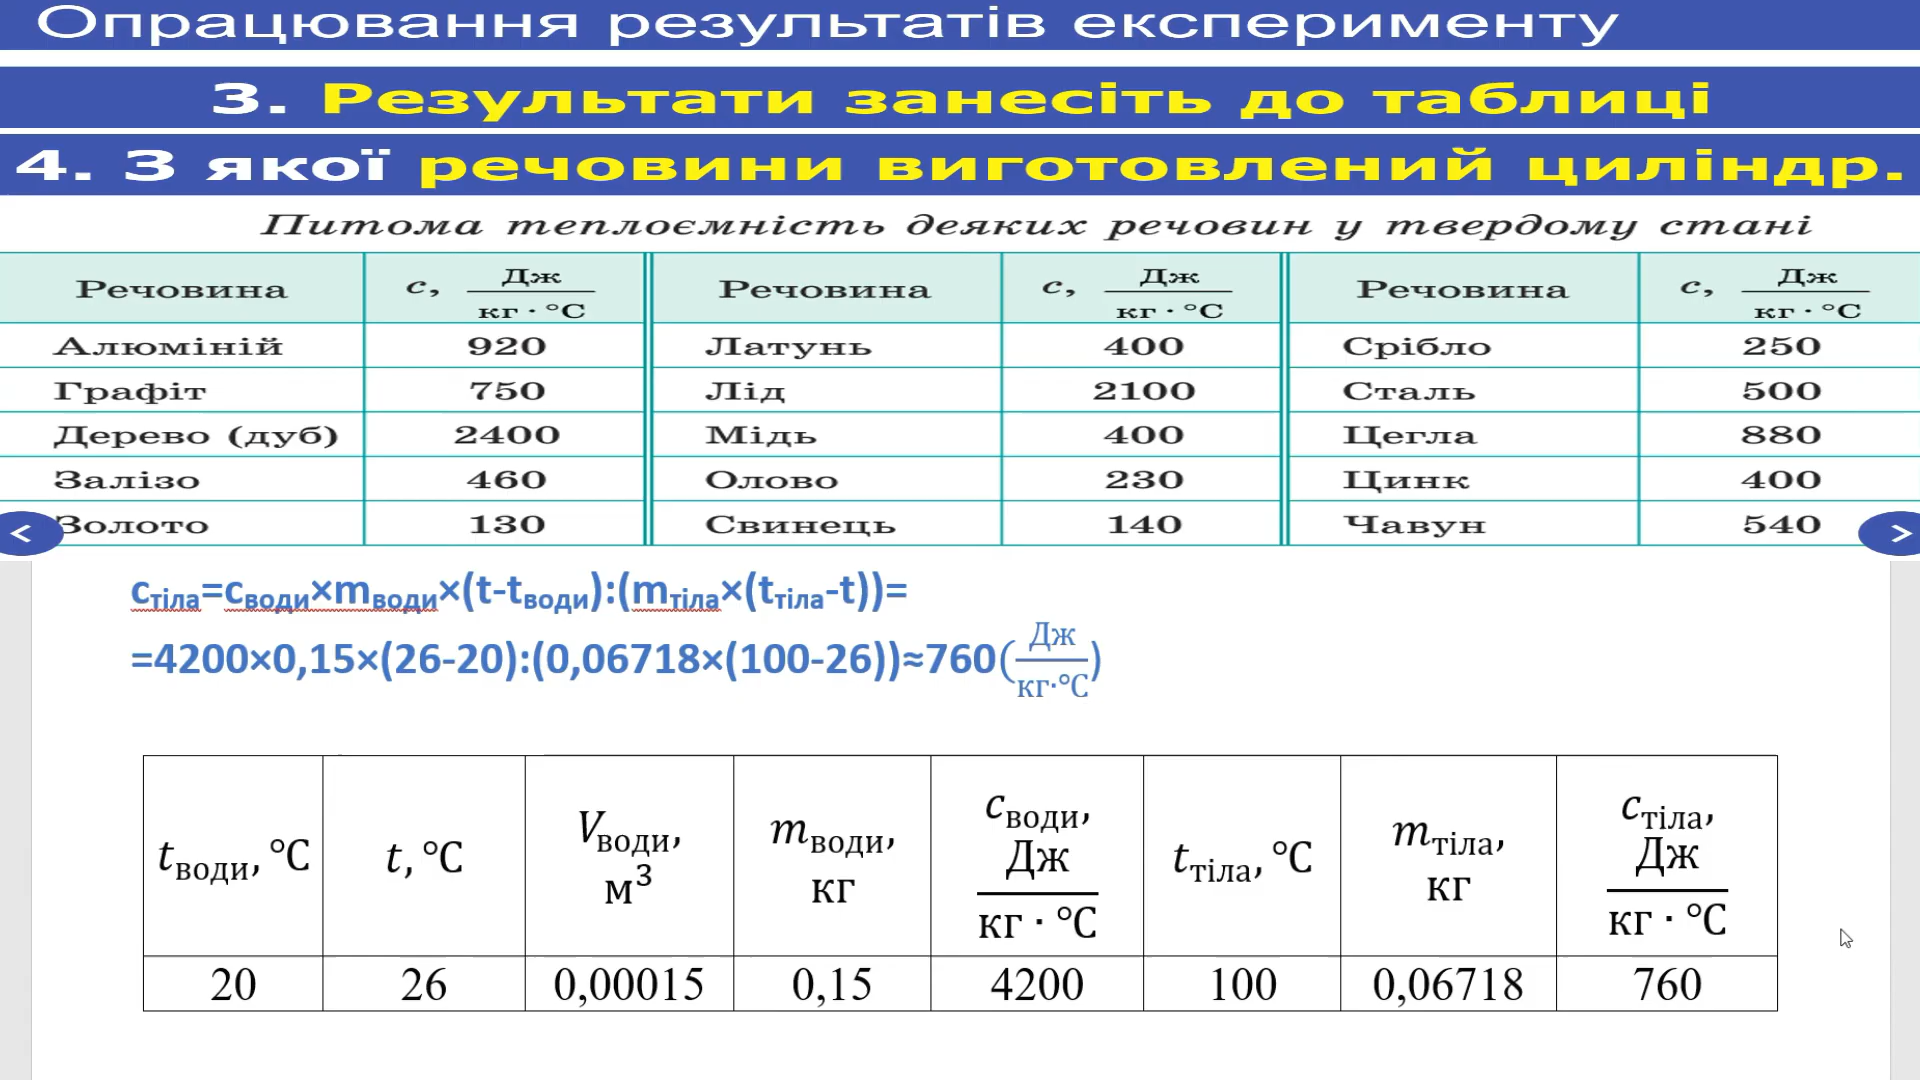 Опрацювання результатів експерименту
3. Результати занесіть до таблиці
4. З якої речовини виготовлений циліндр.
Питома теплоємність деяких речовин у твердому стані
Речовина c, Дж/кг · °С Речовина c, Дж/кг · °С Речовина c, Дж/кг · °С
Алюміній 920 Латунь 400 Срібло 250
Графіт 750 Лід 2100 Сталь 500
Дерево (дуб) 2400 Мідь 400 Цегла 880
Залізо 460 Олово 230 Цинк 400
Золото 130 Свинець 140 Чавун 540
cтіла=cводи×mводи×(t-tводи):(mтіла×(tтіла-t))=
=4200×0,15×(26-20):(0,06718×(100-26))≈760(Дж/кг·°С)
tводи, °С t, °С Vводи, м³ mводи, кг cводи, Дж/кг · °С tтіла, °С mтіла, кг cтіла, Дж/кг · °С
20 26 0,00015 0,15 4200 100 0,06718 760